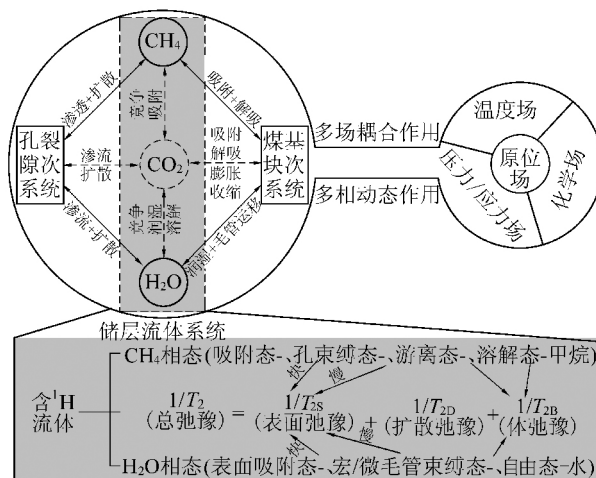 CH₄
渗透+扩散
竞争
吸附
吸附+解吸
孔裂
隙次
系统
渗流
扩散
CO₂
吸附
解吸
膨胀
收缩
煤基
块次
系统
渗流+扩散
竞争
润湿
溶解
润湿+毛管运移
H₂O
多场耦合作用
多相动态作用
温度场
原位
场
化学场
压力/应力场
储层流体系统
CH₄相态(吸附态-、孔束缚态-、游离态-、溶解态-甲烷)
快
慢
含¹H
流体
1/T₂ = 1/T₂S + 1/T₂D + 1/T₂B
(总弛豫) (表面弛豫) (扩散弛豫) (体弛豫)
快
慢
H₂O相态(表面吸附态-、宏/微毛管束缚态-、自由态-水)